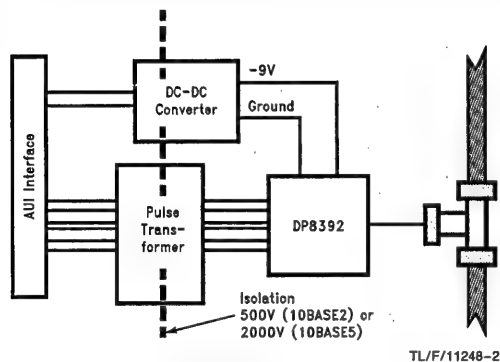 AUI Interface
DC-DC
Converter
-9V
Ground
Pulse
Trans-
former
DP8392
Isolation
500V (10BASE2) or
2000V (10BASE5)
TL/F/11248-2